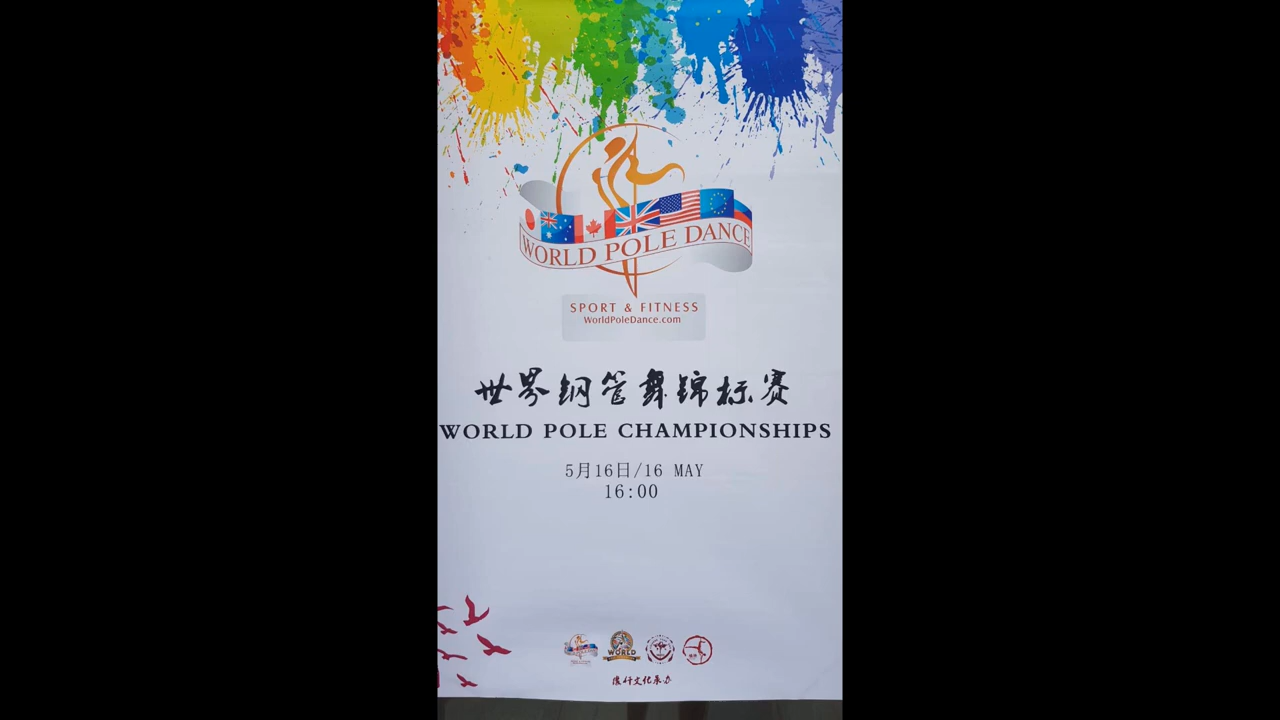 WORLD POLE DANCE
SPORT & FITNESS
WorldPoleDance.com
世界钢管舞锦标赛
WORLD POLE CHAMPIONSHIPS
5月16日/16 MAY
16:00
WORLD